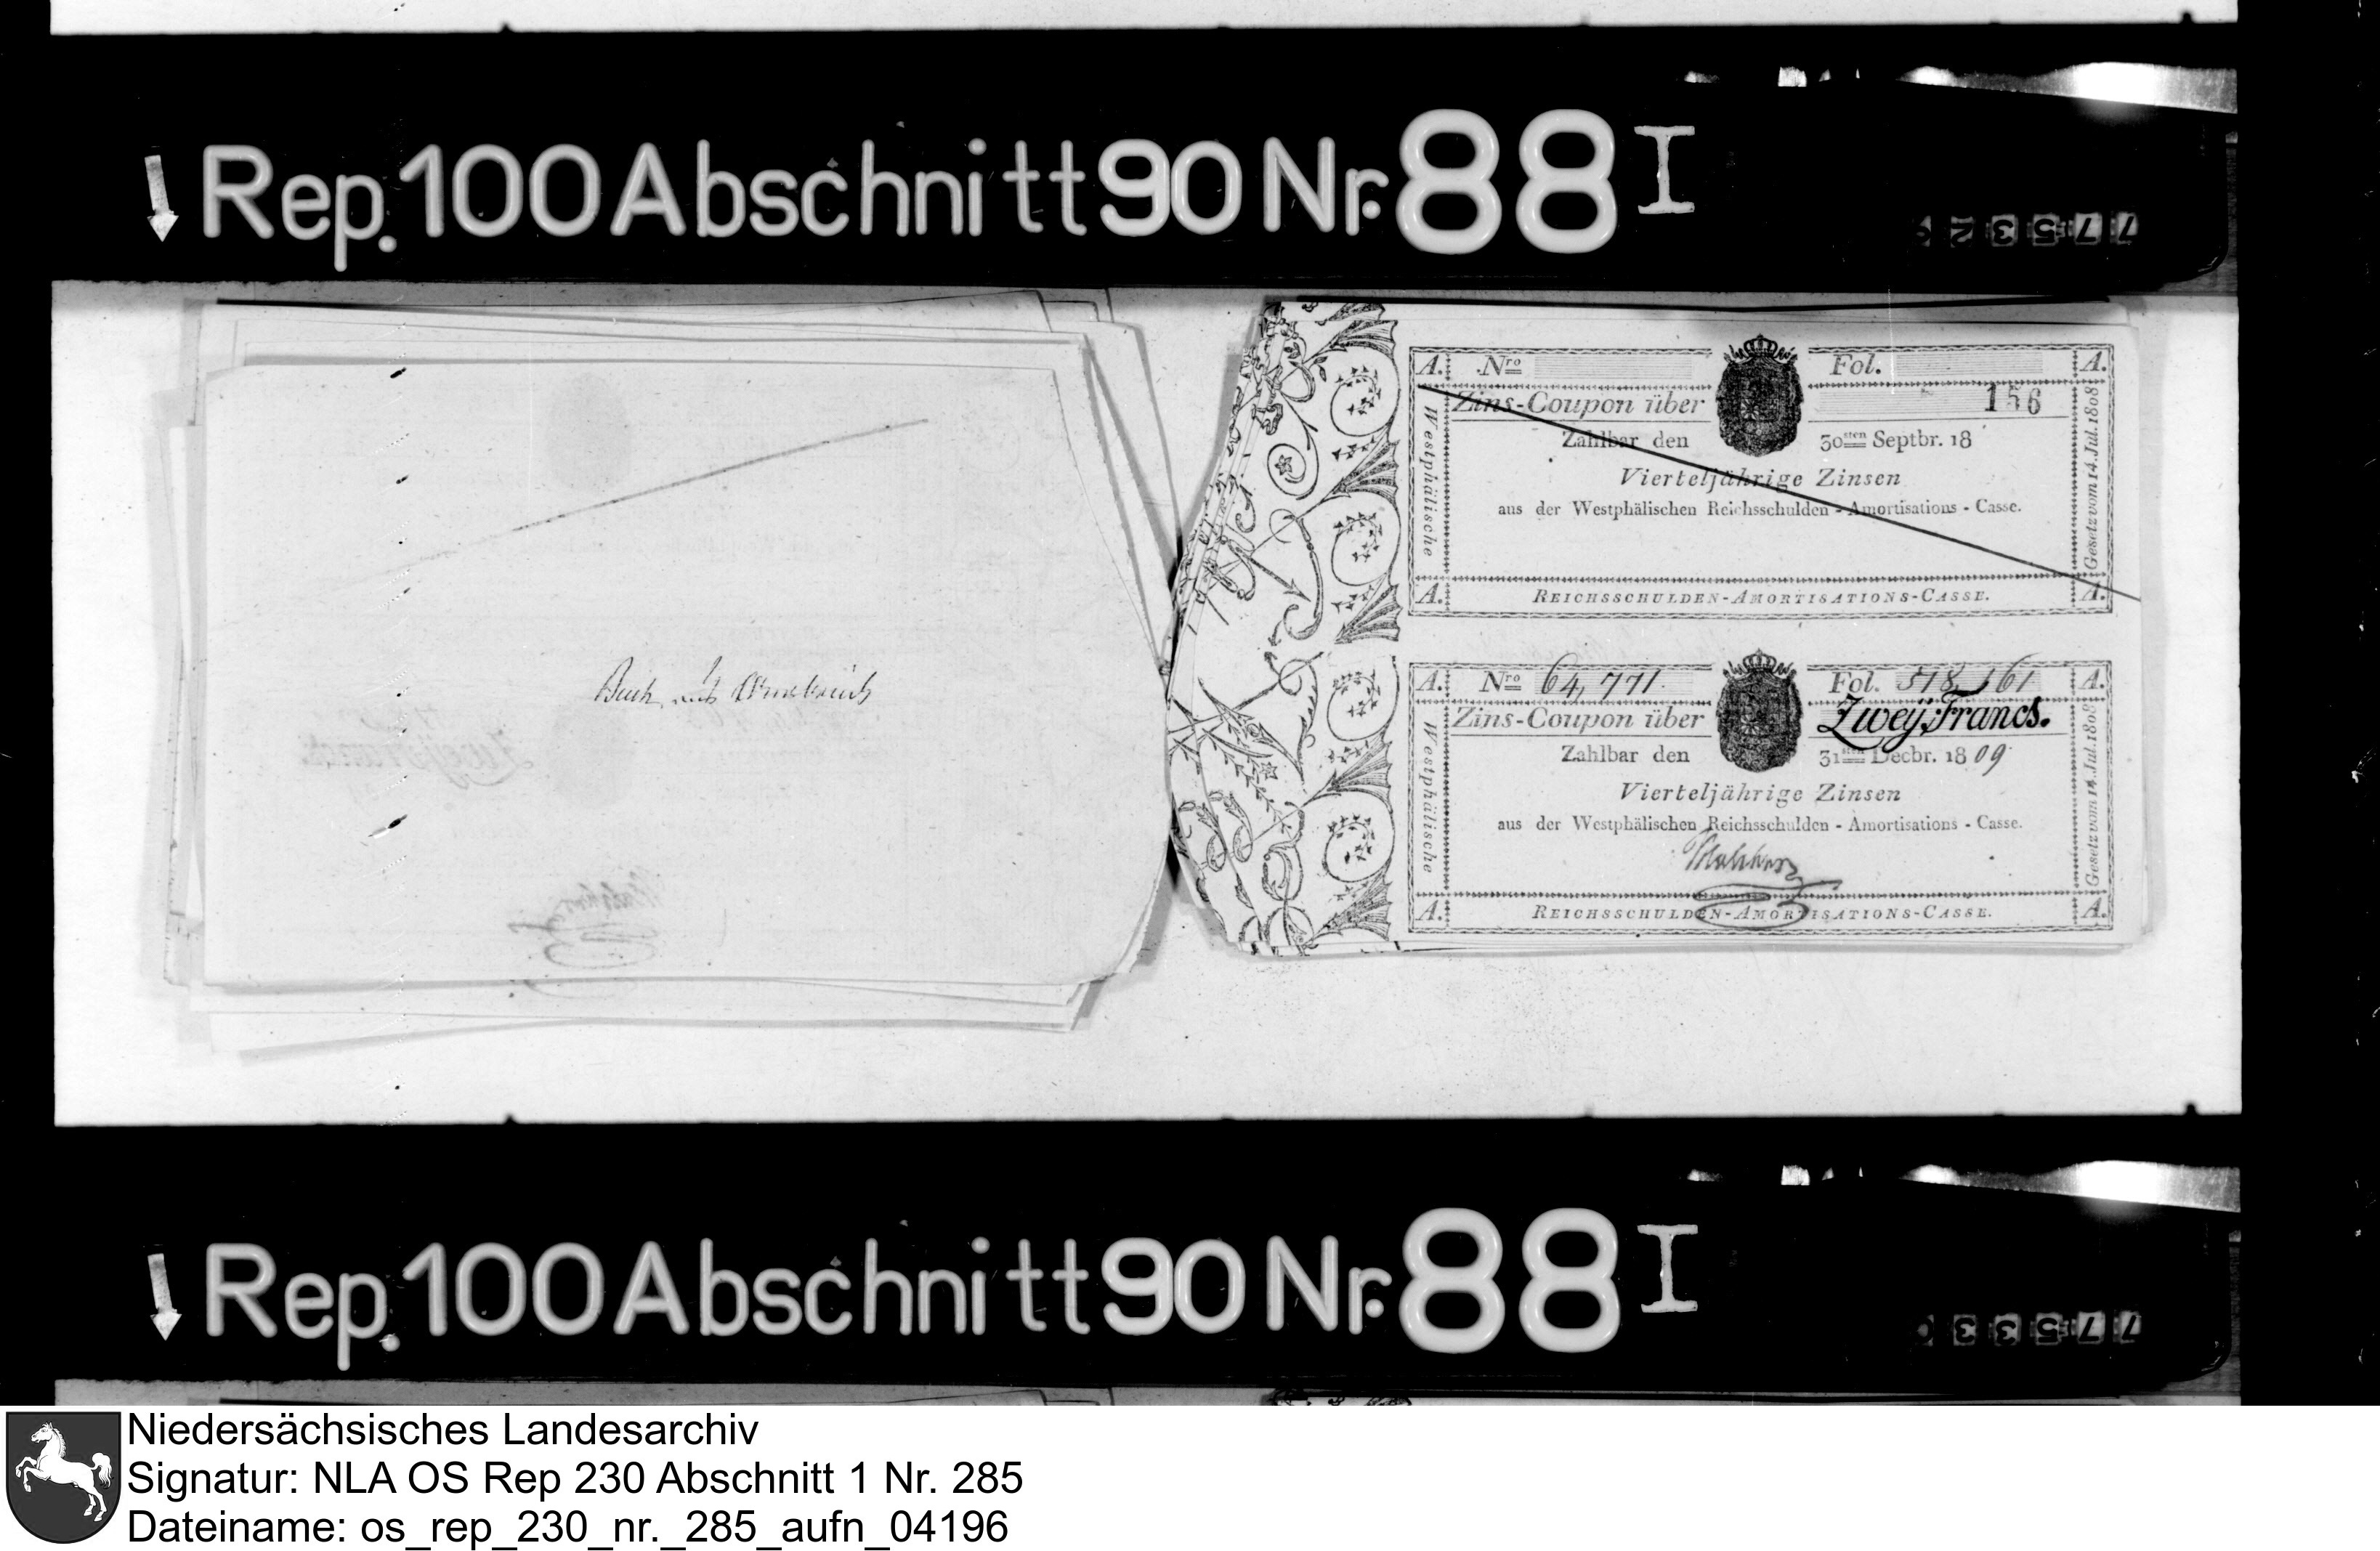 Rep. 100 Abschnitt 90 Nr. 88 I
77532
A. Nro Fol. A.
Zins-Coupon über 156
Zahlbar den 30sten Septbr. 18
Vierteljährige Zinsen
aus der Westphälischen Reichsschulden - Amortisations - Casse.
Westphälische
Gesetz vom 14. Jul. 1808
A. REICHSSCHULDEN-AMORTISATIONS-CASSE. A.
A. Nro 64,771. Fol. 518 161 A.
Zins-Coupon über Zweÿ Francs.
Zahlbar den 31sten Decbr. 1809
Vierteljährige Zinsen
aus der Westphälischen Reichsschulden - Amortisations - Casse.
Westphälische
Gesetz vom 14. Jul. 1808
A. REICHSSCHULDEN-AMORTISATIONS-CASSE. A.
Rep. 100 Abschnitt 90 Nr. 88 I
77533
Niedersächsisches Landesarchiv
Signatur: NLA OS Rep 230 Abschnitt 1 Nr. 285
Dateiname: os_rep_230_nr._285_aufn_04196